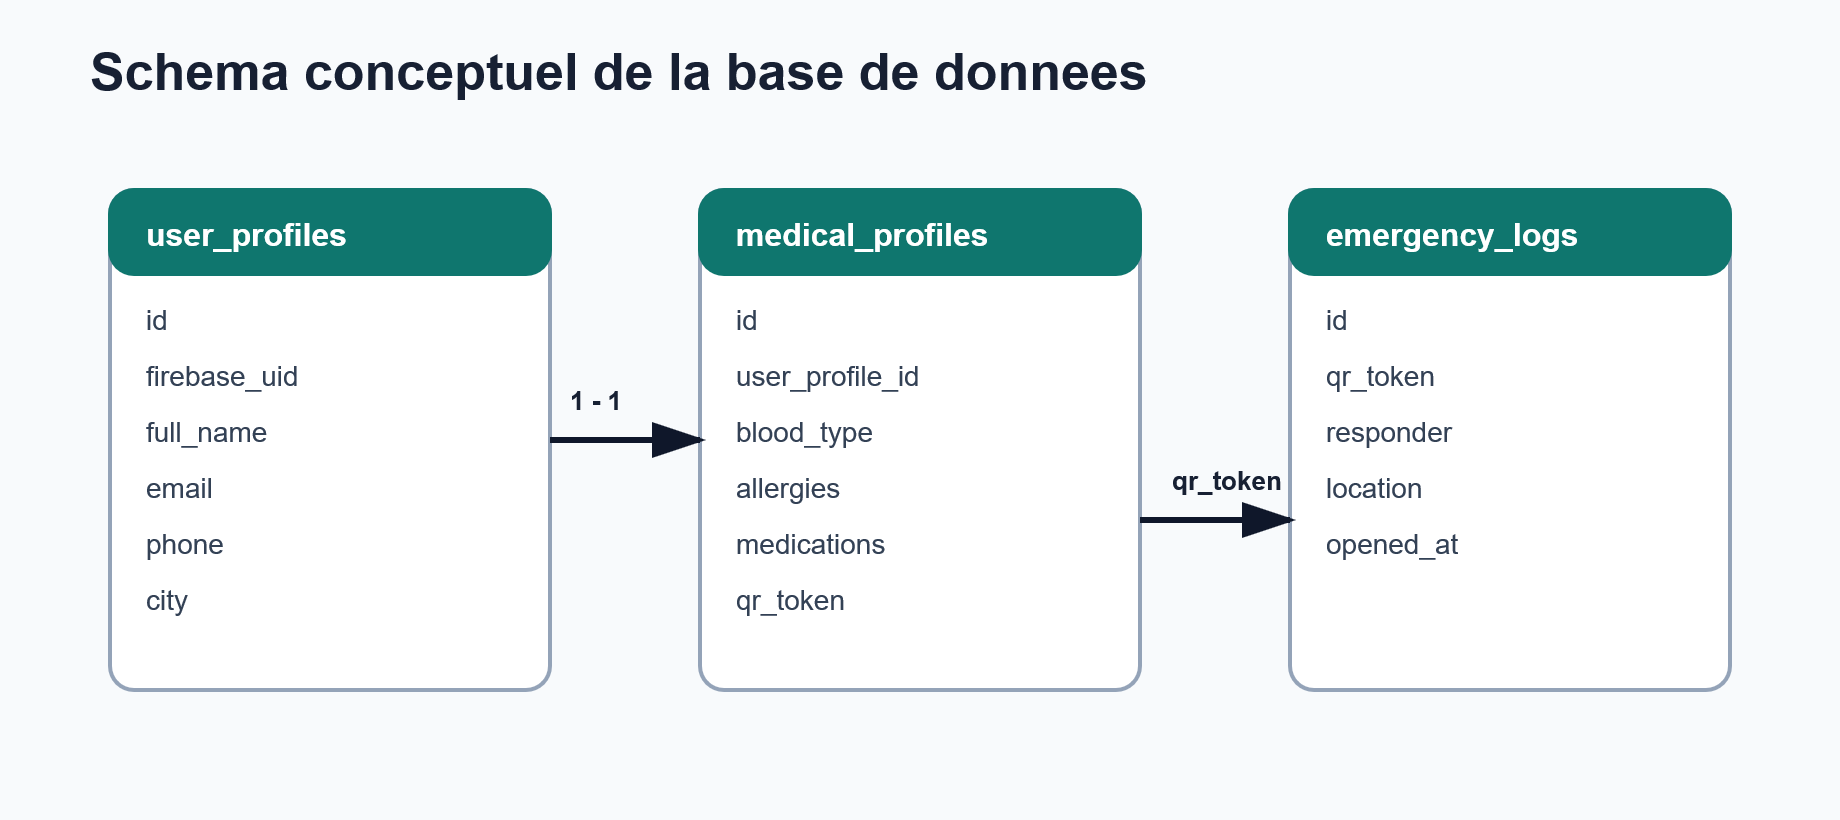 Schema conceptuel de la base de donnees
user_profiles
id
firebase_uid
full_name
email
phone
city
1 - 1
medical_profiles
id
user_profile_id
blood_type
allergies
medications
qr_token
qr_token
emergency_logs
id
qr_token
responder
location
opened_at